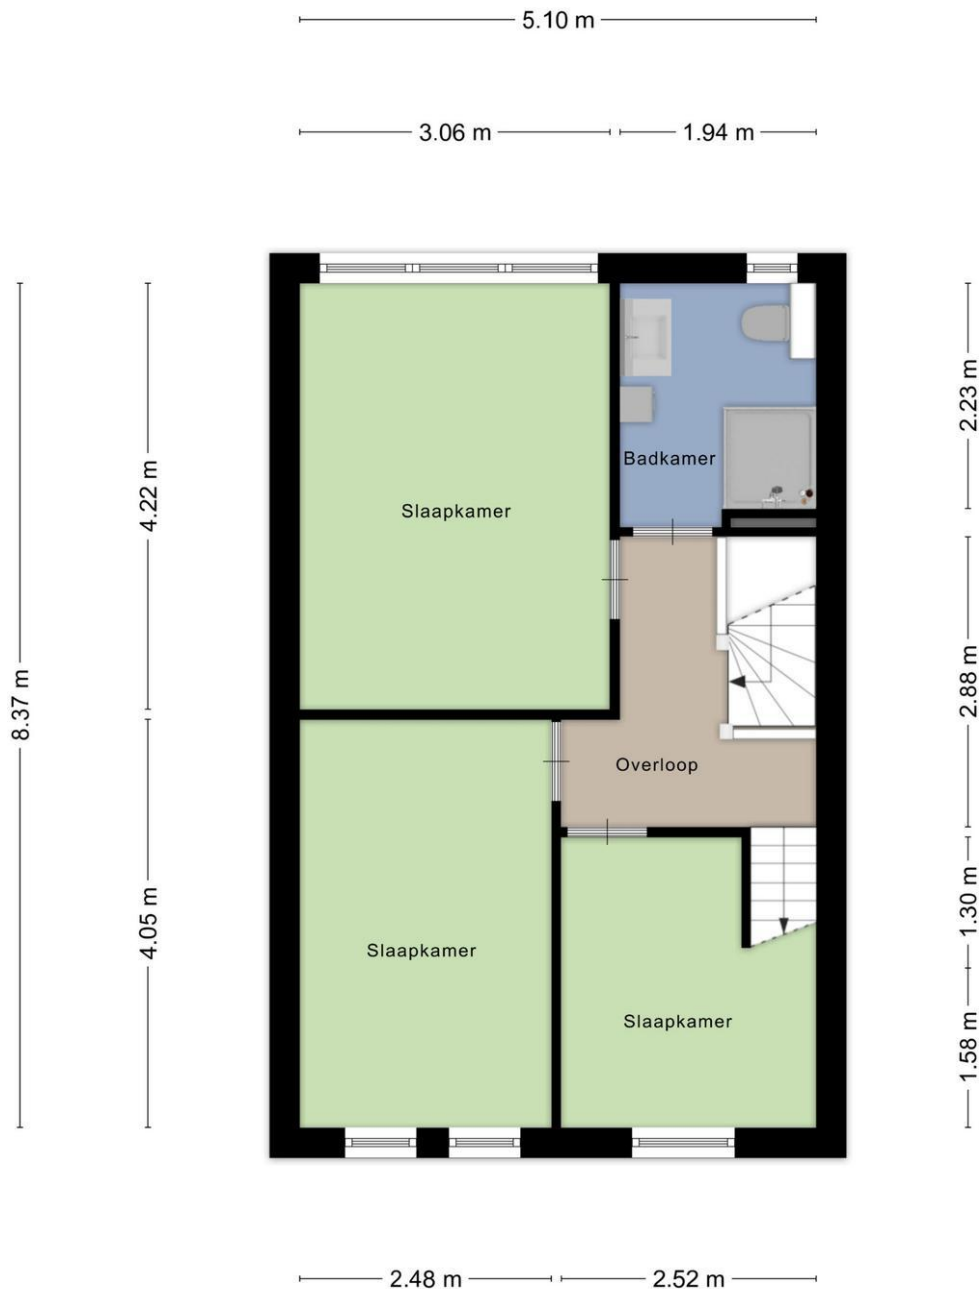 5.10 m
3.06 m
1.94 m
8.37 m
4.22 m
2.23 m
Badkamer
Slaapkamer
2.88 m
Overloop
4.05 m
1.30 m
Slaapkamer
Slaapkamer
1.58 m
2.48 m
2.52 m